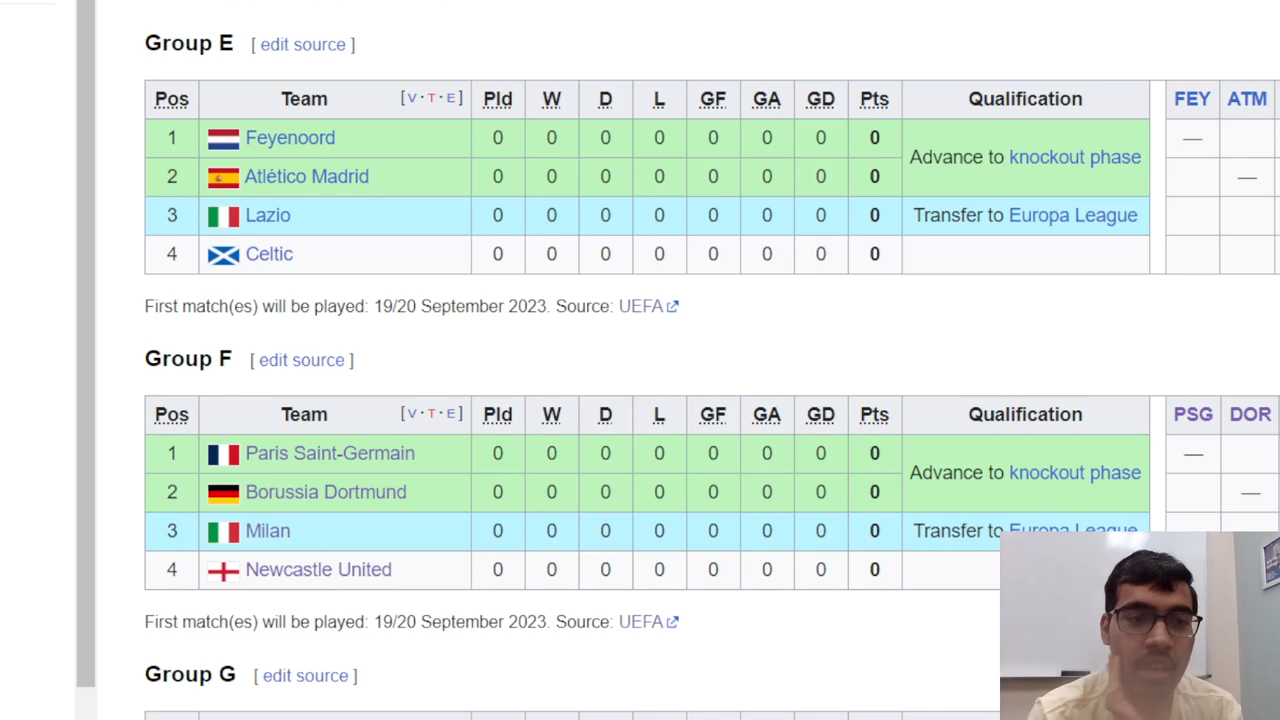 Group E [ edit source ]
Pos Team [V·T·E] Pld W D L GF GA GD Pts Qualification FEY ATM
1 Feyenoord 0 0 0 0 0 0 0 0 Advance to knockout phase —
2 Atlético Madrid 0 0 0 0 0 0 0 0 —
3 Lazio 0 0 0 0 0 0 0 0 Transfer to Europa League
4 Celtic 0 0 0 0 0 0 0 0
First match(es) will be played: 19/20 September 2023. Source: UEFA
Group F [ edit source ]
Pos Team [V·T·E] Pld W D L GF GA GD Pts Qualification PSG DOR
1 Paris Saint-Germain 0 0 0 0 0 0 0 0 Advance to knockout phase —
2 Borussia Dortmund 0 0 0 0 0 0 0 0 —
3 Milan 0 0 0 0 0 0 0 0 Transfer to Europa League
4 Newcastle United 0 0 0 0 0 0 0 0
First match(es) will be played: 19/20 September 2023. Source: UEFA
Group G [ edit source ]